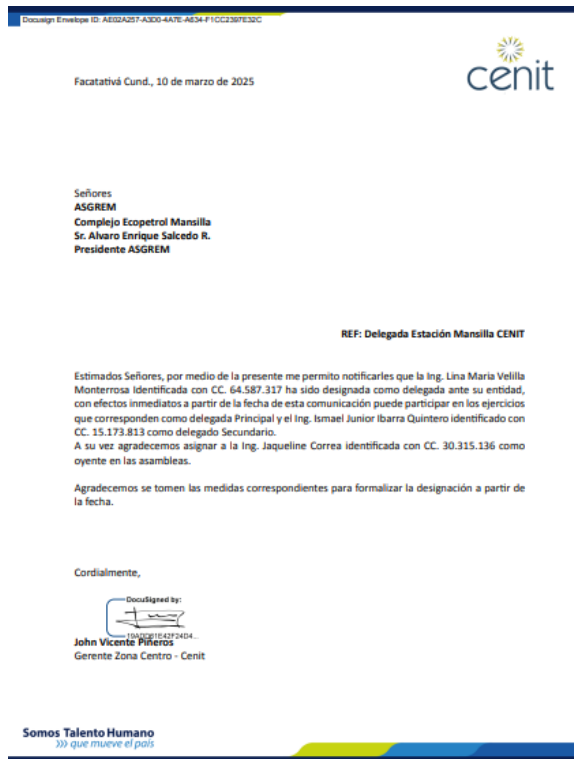 Docusign Envelope ID: AE02A257-A3D0-4A7E-A634-F1CC2397E32C
cenit
Facatativá Cund., 10 de marzo de 2025
Señores
ASGREM
Complejo Ecopetrol Mansilla
Sr. Alvaro Enrique Salcedo R.
Presidente ASGREM
REF: Delegada Estación Mansilla CENIT
Estimados Señores, por medio de la presente me permito notificarles que la Ing. Lina Maria Velilla
Monterrosa Identificada con CC. 64.587.317 ha sido designada como delegada ante su entidad,
con efectos inmediatos a partir de la fecha de esta comunicación puede participar en los ejercicios
que corresponden como delegada Principal y el Ing. Ismael Junior Ibarra Quintero identificado con
CC. 15.173.813 como delegado Secundario.
A su vez agradecemos asignar a la Ing. Jaqueline Correa identificada con CC. 30.315.136 como
oyente en las asambleas.
Agradecemos se tomen las medidas correspondientes para formalizar la designación a partir de
la fecha.
Cordialmente,
DocuSigned by:
John Vicente Piñeros
Gerente Zona Centro - Cenit
Somos Talento Humano
))) que mueve el país